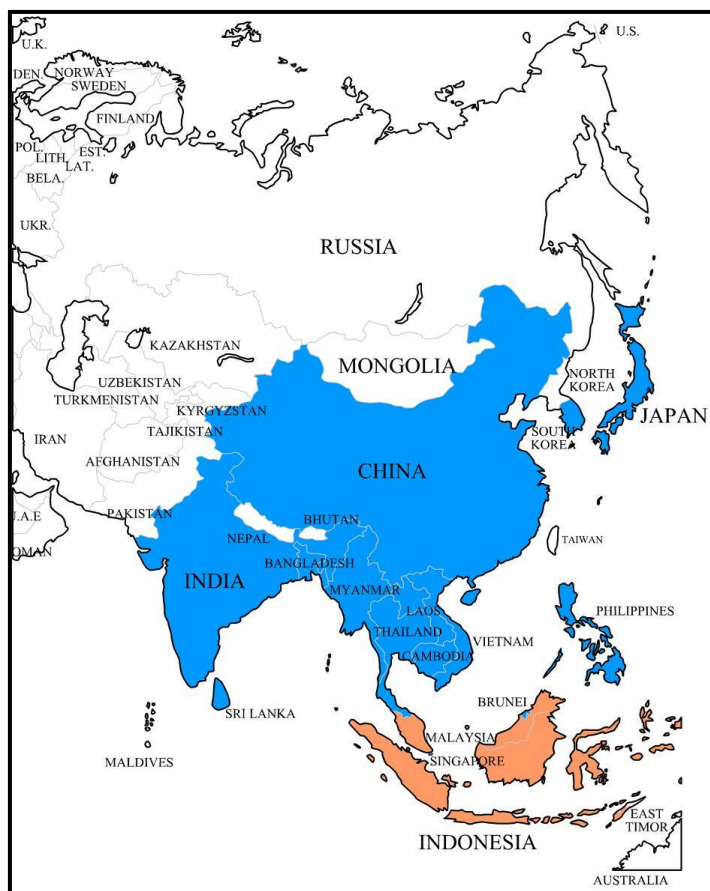 U.K.
U.S.
DEN.
NORWAY
SWEDEN
FINLAND
POL.
LITH.
EST.
LAT.
BELA.
UKR.
RUSSIA
KAZAKHSTAN
MONGOLIA
UZBEKISTAN
TURKMENISTAN
KYRGYZSTAN
TAJIKISTAN
NORTH
KOREA
JAPAN
IRAN
AFGHANISTAN
SOUTH
KOREA
CHINA
U.A.E
PAKISTAN
OMAN
NEPAL
BHUTAN
TAIWAN
BANGLADESH
INDIA
MYANMAR
LAOS
THAILAND
PHILIPPINES
VIETNAM
CAMBODIA
SRI LANKA
BRUNEI
MALAYSIA
MALDIVES
SINGAPORE
EAST
TIMOR
INDONESIA
AUSTRALIA